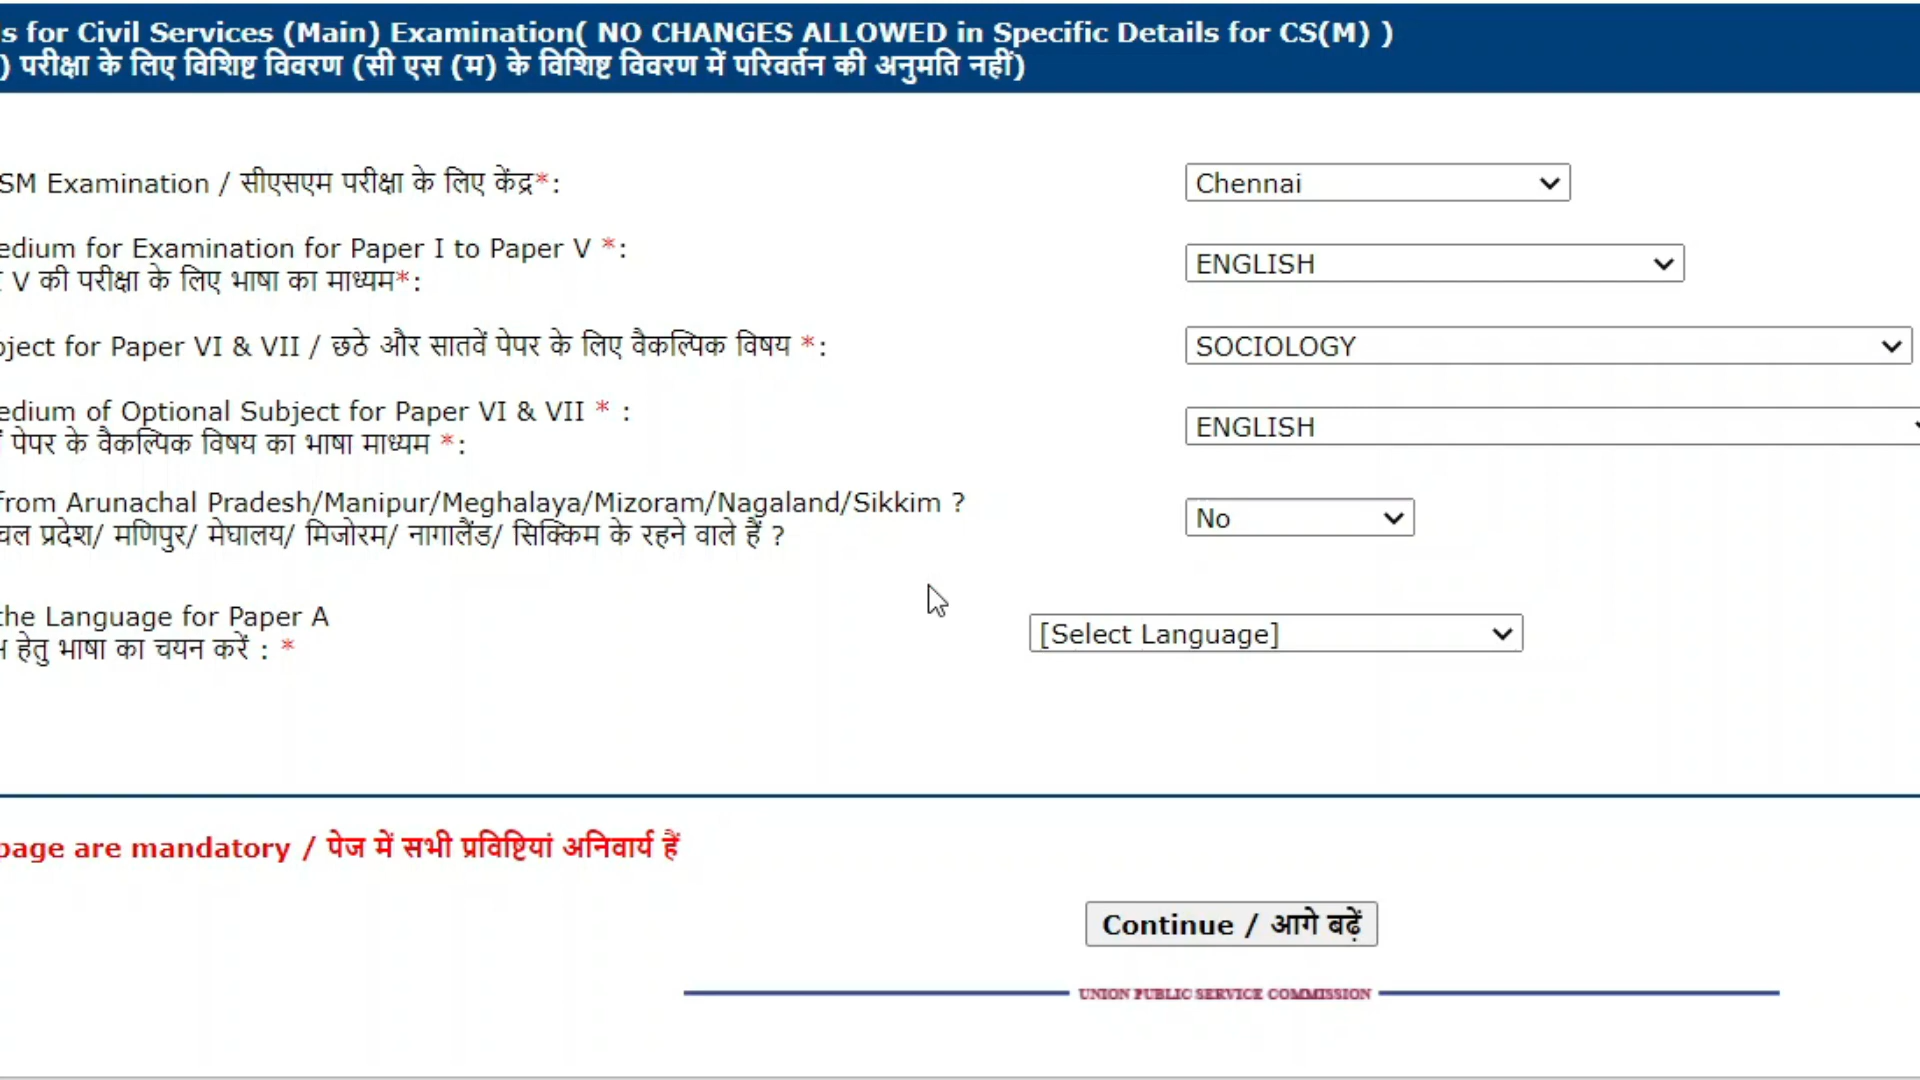 s for Civil Services (Main) Examination( NO CHANGES ALLOWED in Specific Details for CS(M) )
) परीक्षा के लिए विशिष्ट विवरण (सी एस (म) के विशिष्ट विवरण में परिवर्तन की अनुमति नहीं)
SM Examination / सीएसएम परीक्षा के लिए केंद्र*:
Chennai
edium for Examination for Paper I to Paper V *:
V की परीक्षा के लिए भाषा का माध्यम*:
ENGLISH
ject for Paper VI & VII / छठे और सातवें पेपर के लिए वैकल्पिक विषय *:
SOCIOLOGY
edium of Optional Subject for Paper VI & VII * :
पेपर के वैकल्पिक विषय का भाषा माध्यम *:
ENGLISH
from Arunachal Pradesh/Manipur/Meghalaya/Mizoram/Nagaland/Sikkim ?
चल प्रदेश/ मणिपुर/ मेघालय/ मिजोरम/ नागालैंड/ सिक्किम के रहने वाले हैं ?
No
the Language for Paper A
हेतु भाषा का चयन करें : *
[Select Language]
page are mandatory / पेज में सभी प्रविष्टियां अनिवार्य हैं
Continue / आगे बढ़ें
UNION PUBLIC SERVICE COMMISSION